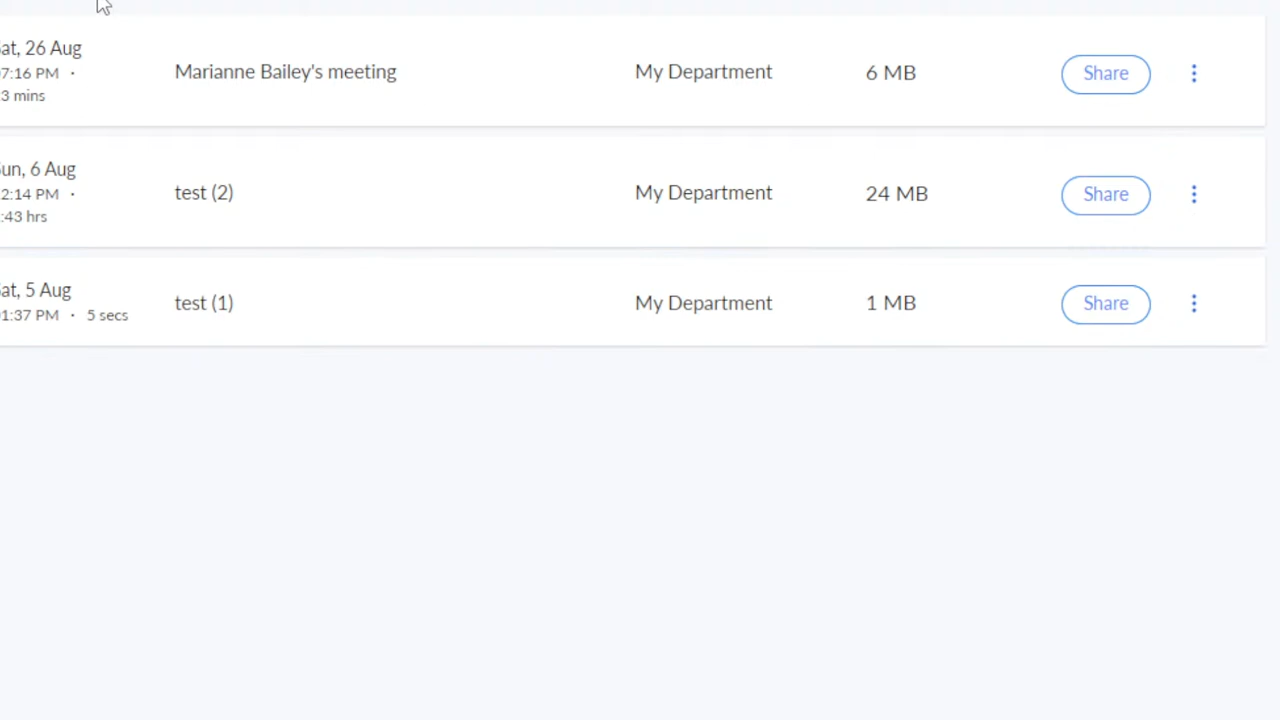 at, 26 Aug
7:16 PM ·
3 mins
Marianne Bailey's meeting
My Department
6 MB
Share
un, 6 Aug
2:14 PM ·
:43 hrs
test (2)
My Department
24 MB
Share
at, 5 Aug
1:37 PM · 5 secs
test (1)
My Department
1 MB
Share